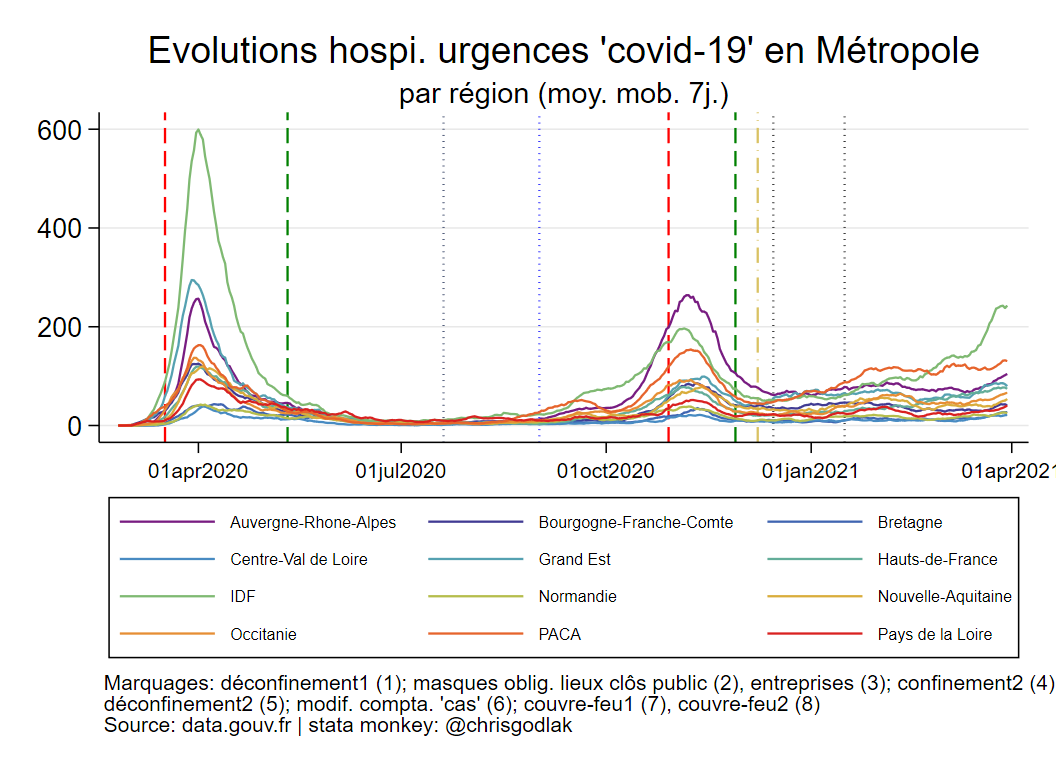 Evolutions hospi. urgences 'covid-19' en Métropole
par région (moy. mob. 7j.)
600
400
200
0
01apr2020 01jul2020 01oct2020 01jan2021 01apr2021
Auvergne-Rhone-Alpes Bourgogne-Franche-Comte Bretagne
Centre-Val de Loire Grand Est Hauts-de-France
IDF Normandie Nouvelle-Aquitaine
Occitanie PACA Pays de la Loire
Marquages: déconfinement1 (1); masques oblig. lieux clôs public (2), entreprises (3); confinement2 (4)
déconfinement2 (5); modif. compta. 'cas' (6); couvre-feu1 (7), couvre-feu2 (8)
Source: data.gouv.fr | stata monkey: @chrisgodlak